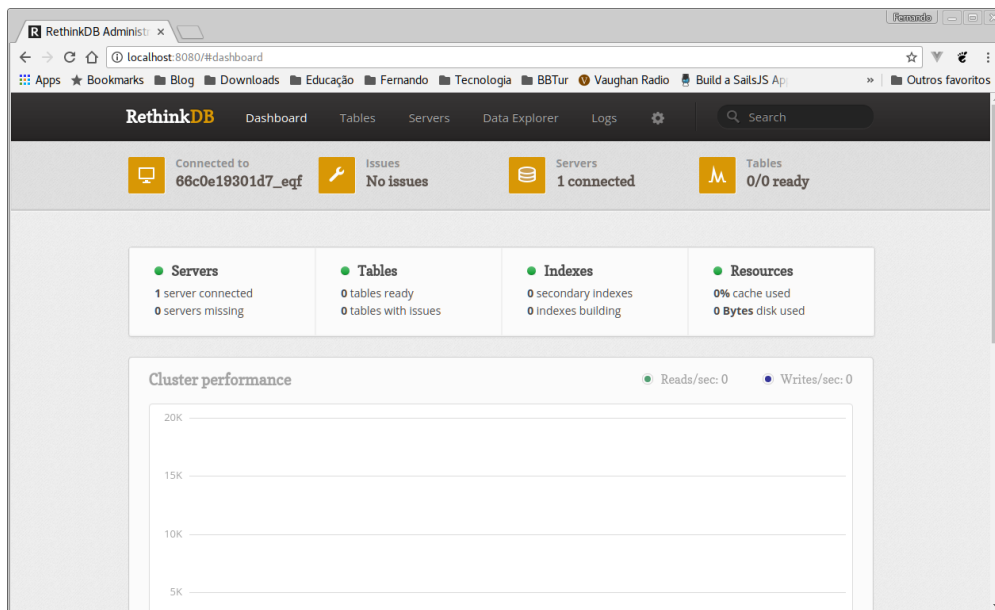 Fernando
RethinkDB Administr
localhost:8080/#dashboard
Apps Bookmarks Blog Downloads Educação Fernando Tecnologia BBTur Vaughan Radio Build a SailsJS Ap » Outros favoritos
RethinkDB Dashboard Tables Servers Data Explorer Logs Search
Connected to Issues Servers Tables
66c0e19301d7_eqf No issues 1 connected 0/0 ready
Servers Tables Indexes Resources
1 server connected 0 tables ready 0 secondary indexes 0% cache used
0 servers missing 0 tables with issues 0 indexes building 0 Bytes disk used
Cluster performance Reads/sec: 0 Writes/sec: 0
20K
15K
10K
5K